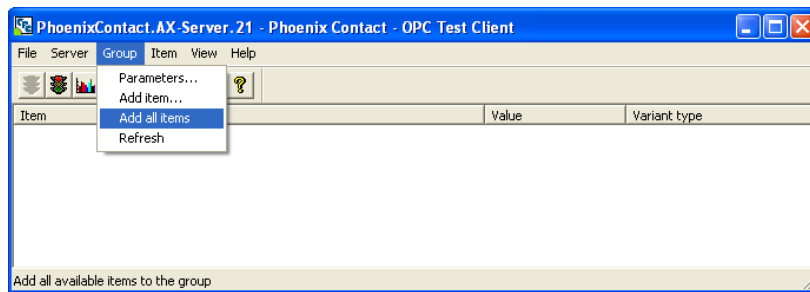 PhoenixContact.AX-Server.21 - Phoenix Contact - OPC Test Client
File Server Group Item View Help
Parameters...
Add item...
Item Add all items Value Variant type
Refresh
Add all available items to the group